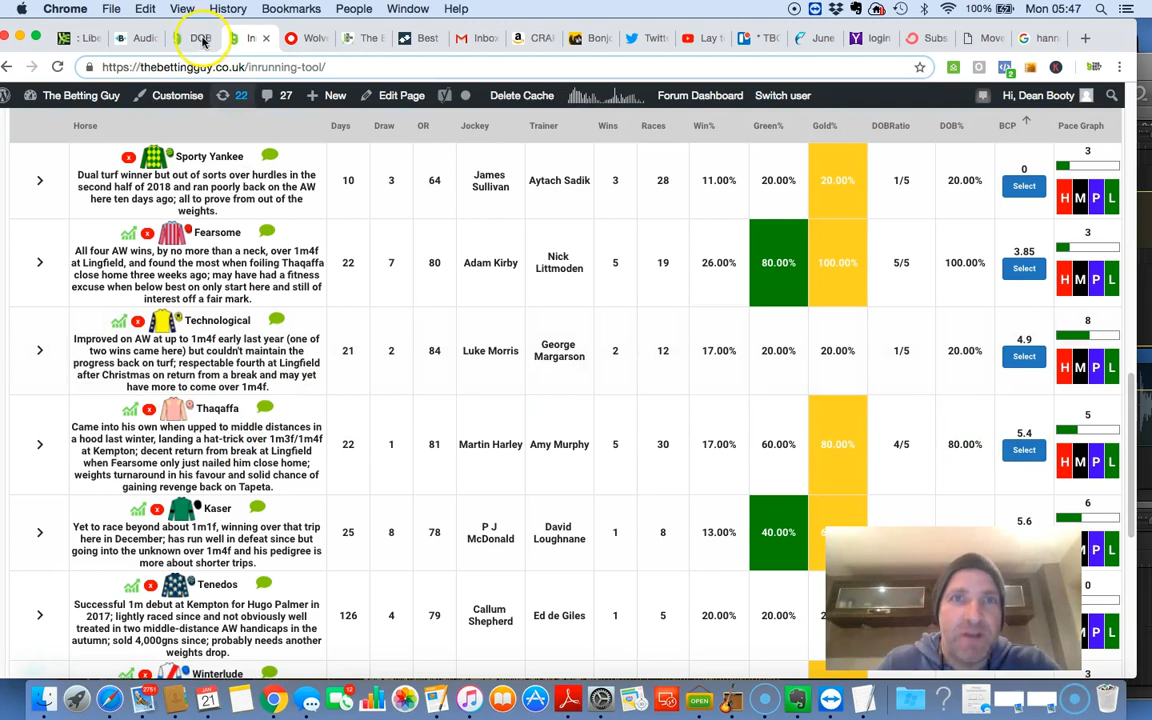 Chrome File Edit View History Bookmarks People Window Help 100% Mon 05:47
Libe Audic DOB In Wolv The B Best Inbox CRA Bonjo Twitt Lay to * TBC June login Subs Move hann
https://thebettingguy.co.uk/inrunning-tool/
The Betting Guy Customise 22 27 New Edit Page Delete Cache Forum Dashboard Switch user Hi, Dean Booty
Horse Days Draw OR Jockey Trainer Wins Races Win% Green% Gold% DOBRatio DOB% BCP Pace Graph
Sporty Yankee
Dual turf winner but out of sorts over hurdles in the
second half of 2018 and ran poorly back on the AW
here ten days ago; all to prove from out of the
weights.
10 3 64 James Sullivan Aytach Sadik 3 28 11.00% 20.00% 20.00% 1/5 20.00% 0 Select 3 H M P L
Fearsome
All four AW wins, by no more than a neck, over 1m4f
at Lingfield, and found the most when foiling Thaqaffa
close home three weeks ago; may have had a fitness
excuse when below best on only start here and still of
interest off a fair mark.
22 7 80 Adam Kirby Nick Littmoden 5 19 26.00% 80.00% 100.00% 5/5 100.00% 3.85 Select 3 H M P L
Technological
Improved on AW at up to 1m4f early last year (one of
two wins came here) but couldn't maintain the
progress back on turf; respectable fourth at Lingfield
after Christmas on return from a break and may yet
have more to come over 1m4f.
21 2 84 Luke Morris George Margarson 2 12 17.00% 20.00% 20.00% 1/5 20.00% 4.9 Select 8 H M P L
Thaqaffa
Came into his own when upped to middle distances in
a hood last winter, landing a hat-trick over 1m3f/1m4f
at Kempton; decent return from break at Lingfield
when Fearsome only just nailed him close home;
weights turnaround in his favour and solid chance of
gaining revenge back on Tapeta.
22 1 81 Martin Harley Amy Murphy 5 30 17.00% 60.00% 80.00% 4/5 80.00% 5.4 Select 5 H M P L
Kaser
Yet to race beyond about 1m1f, winning over that trip
here in December; has run well in defeat since but
going into the unknown over 1m4f and his pedigree is
more about shorter trips.
25 8 78 P J McDonald David Loughnane 1 8 13.00% 40.00% 5.6 6 M P L
Tenedos
Successful 1m debut at Kempton for Hugo Palmer in
2017; lightly raced since and not obviously well
treated in two middle-distance AW handicaps in the
autumn; sold 4,000gns since; probably needs another
weights drop.
126 4 79 Callum Shepherd Ed de Giles 1 5 20.00% 20.00% 0 M P L
Winterlude